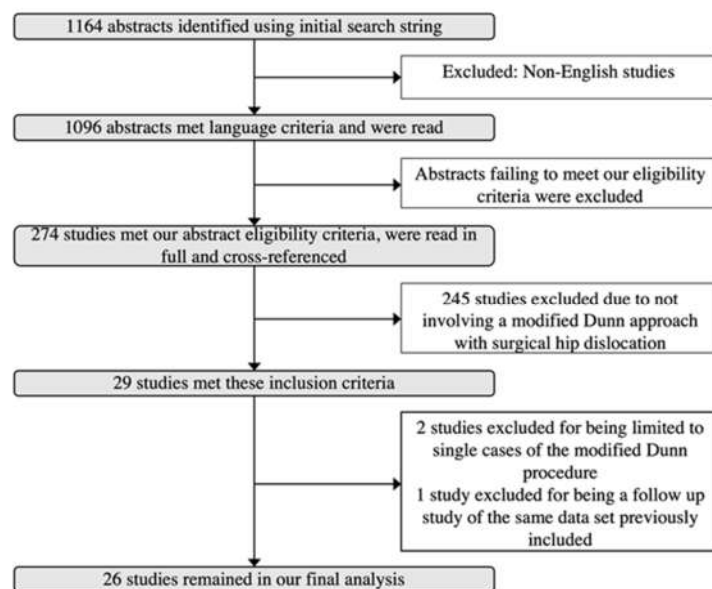 1164 abstracts identified using initial search string
Excluded: Non-English studies
1096 abstracts met language criteria and were read
Abstracts failing to meet our eligibility
criteria were excluded
274 studies met our abstract eligibility criteria, were read in
full and cross-referenced
245 studies excluded due to not
involving a modified Dunn approach
with surgical hip dislocation
29 studies met these inclusion criteria
2 studies excluded for being limited to
single cases of the modified Dunn
procedure
1 study excluded for being a follow up
study of the same data set previously
included
26 studies remained in our final analysis